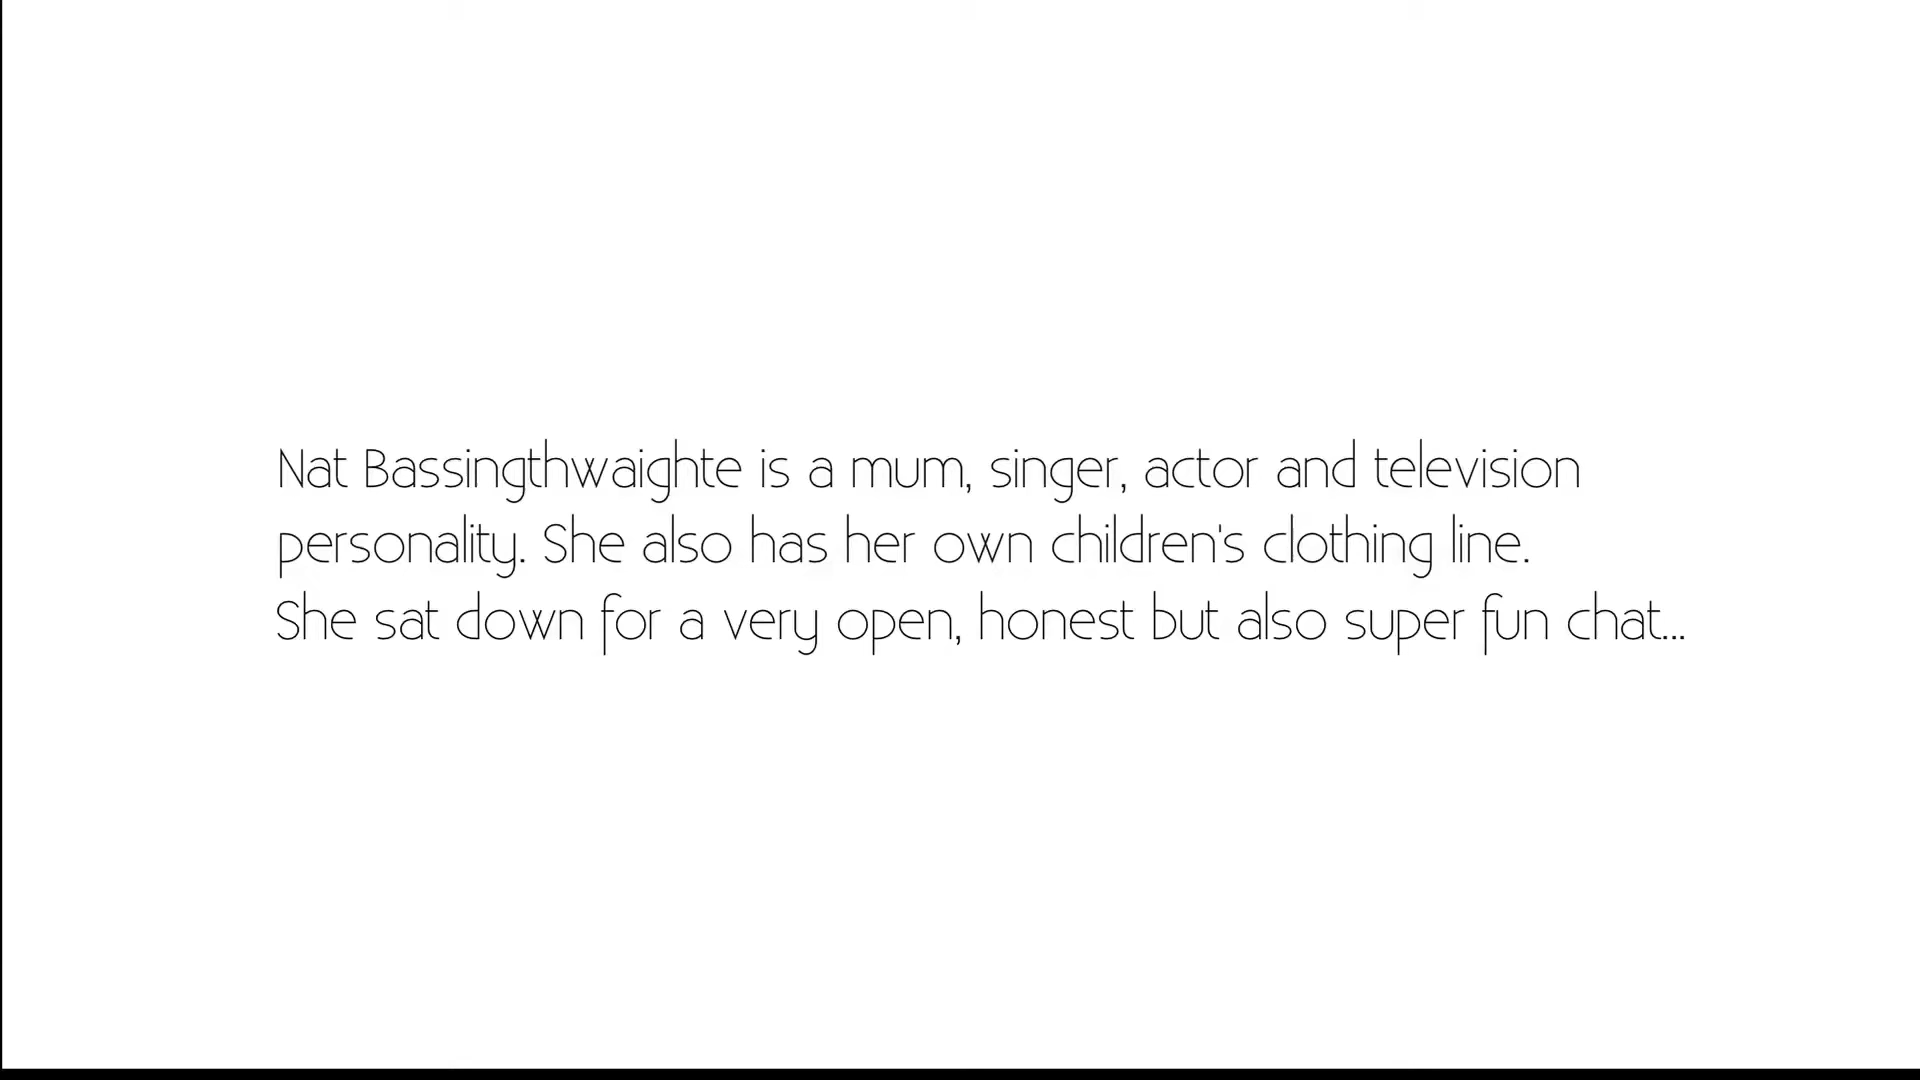 Nat Bassingthwaighte is a mum, singer, actor and television
personality. She also has her own children's clothing line.
She sat down for a very open, honest but also super fun chat...